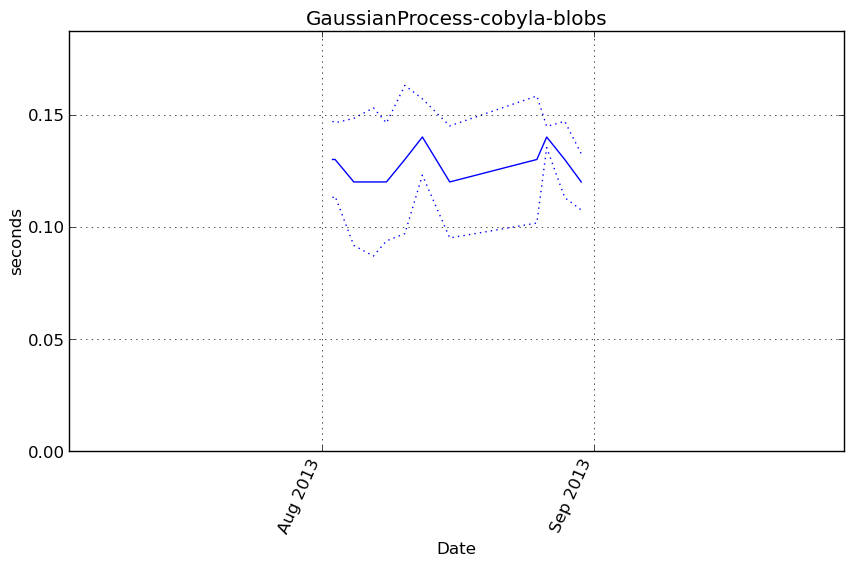 GaussianProcess-cobyla-blobs
0.15
0.10
0.05
0.00
seconds
Aug 2013
Sep 2013
Date